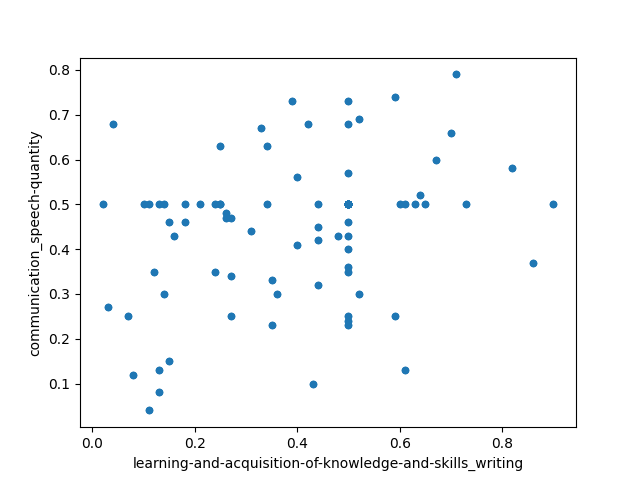 0.8
0.7
0.6
0.5
0.4
0.3
0.2
0.1
communication_speech-quantity
0.0 0.2 0.4 0.6 0.8
learning-and-acquisition-of-knowledge-and-skills_writing